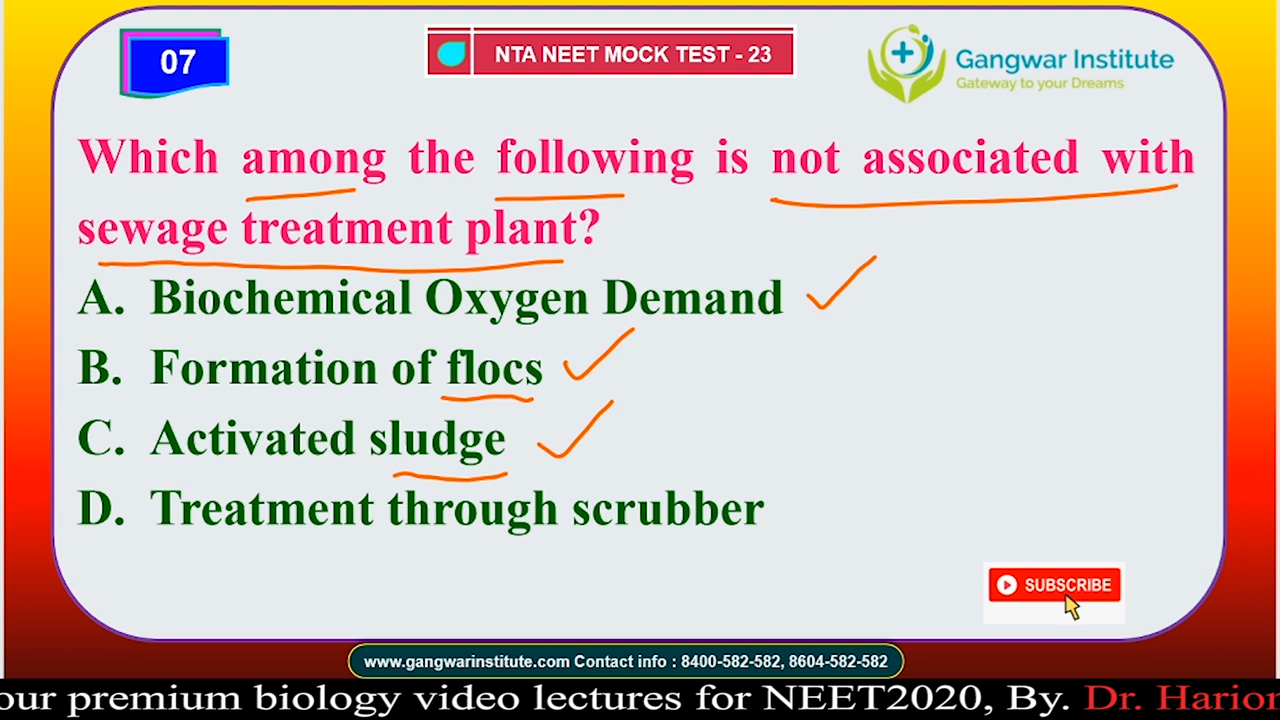 07
NTA NEET MOCK TEST - 23
Gangwar Institute
Gateway to your Dreams
Which among the following is not associated with
sewage treatment plant?
A. Biochemical Oxygen Demand
B. Formation of flocs
C. Activated sludge
D. Treatment through scrubber
SUBSCRIBE
www.gangwarinstitute.com Contact info : 8400-582-582, 8604-582-582
our premium biology video lectures for NEET2020, By. Dr. Harion